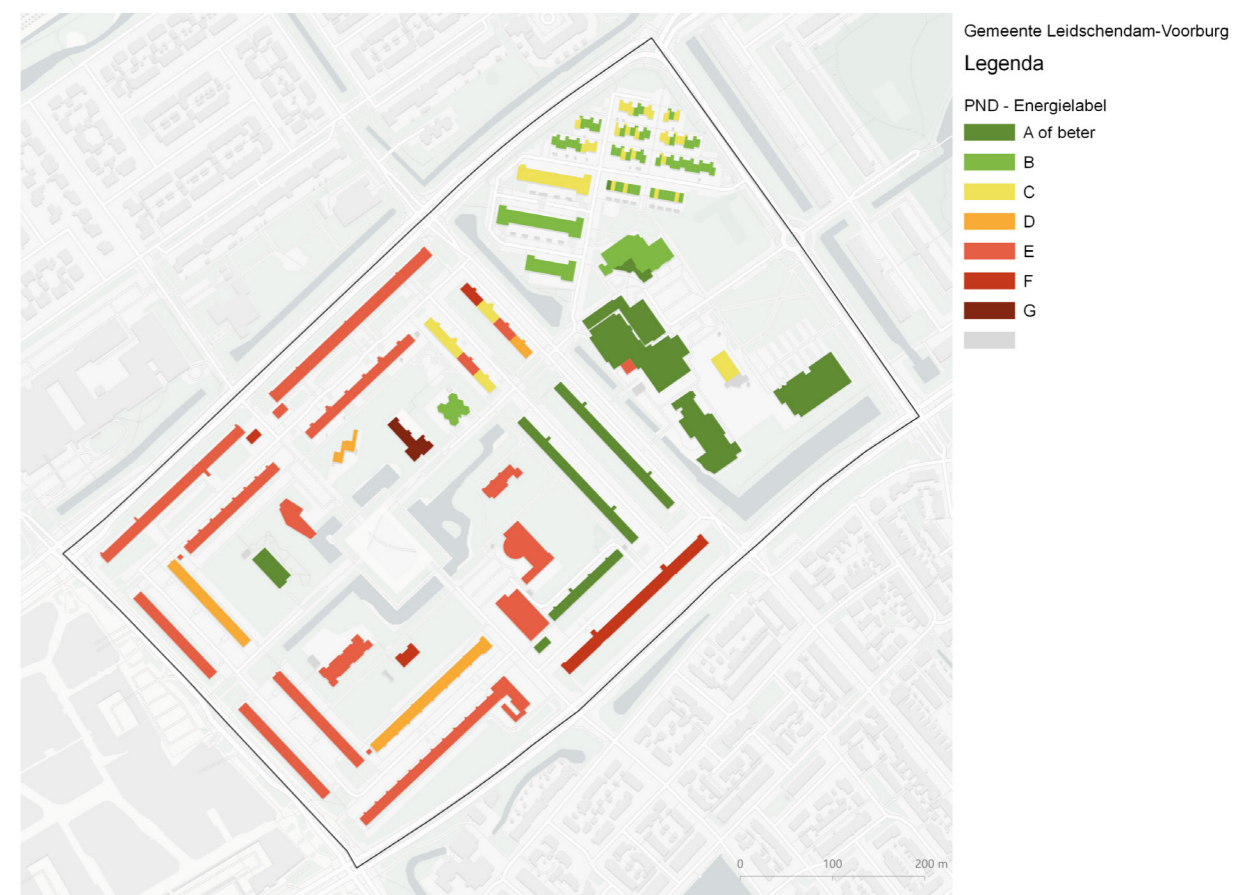 Gemeente Leidschendam-Voorburg
Legenda
PND - Energielabel
A of beter
B
C
D
E
F
G
0 100 200 m